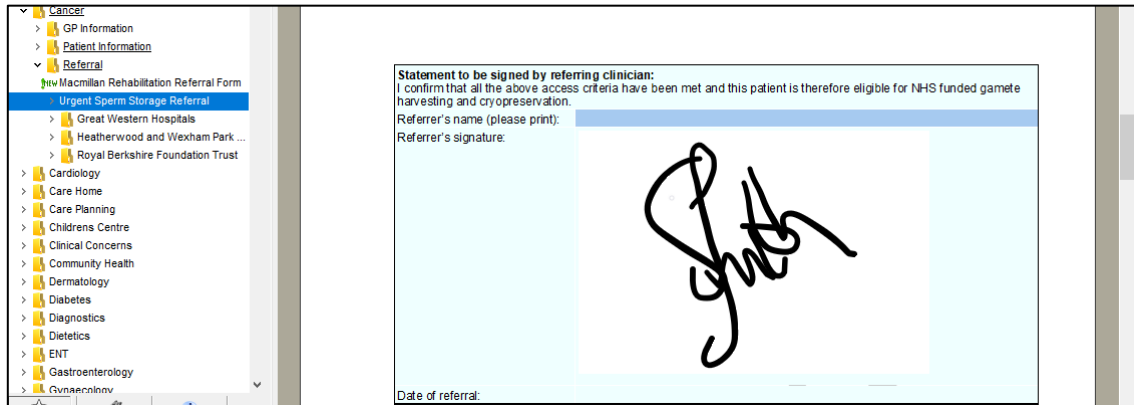 Cancer
GP Information
Patient Information
Referral
NEW Macmillan Rehabilitation Referral Form
Urgent Sperm Storage Referral
Great Western Hospitals
Heatherwood and Wexham Park ...
Royal Berkshire Foundation Trust
Cardiology
Care Home
Care Planning
Childrens Centre
Clinical Concerns
Community Health
Dermatology
Diabetes
Diagnostics
Dietetics
ENT
Gastroenterology
Gynaecology
Statement to be signed by referring clinician:
I confirm that all the above access criteria have been met and this patient is therefore eligible for NHS funded gamete
harvesting and cryopreservation.
Referrer's name (please print):
Referrer's signature:
Date of referral: